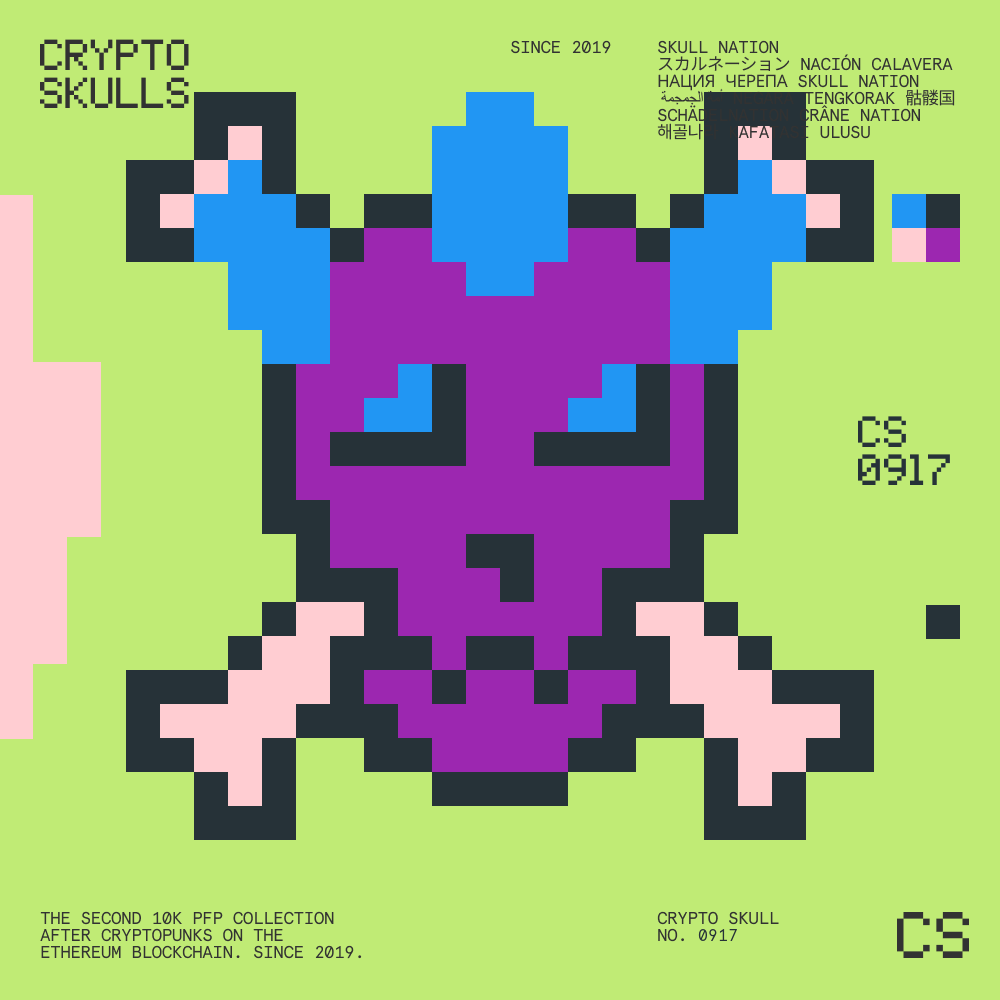 CRYPTO
SKULLS
SINCE 2019
SKULL NATION
スカルネーション NACIÓN CALAVERA
НАЦИЯ ЧЕРЕПА SKULL NATION
الجمجمة TENGKORAK 骷髅国
CRÂNE NATION
해골나 ULUSU
CS
0917
THE SECOND 10K PFP COLLECTION
AFTER CRYPTOPUNKS ON THE
ETHEREUM BLOCKCHAIN. SINCE 2019.
CRYPTO SKULL
NO. 0917
CS